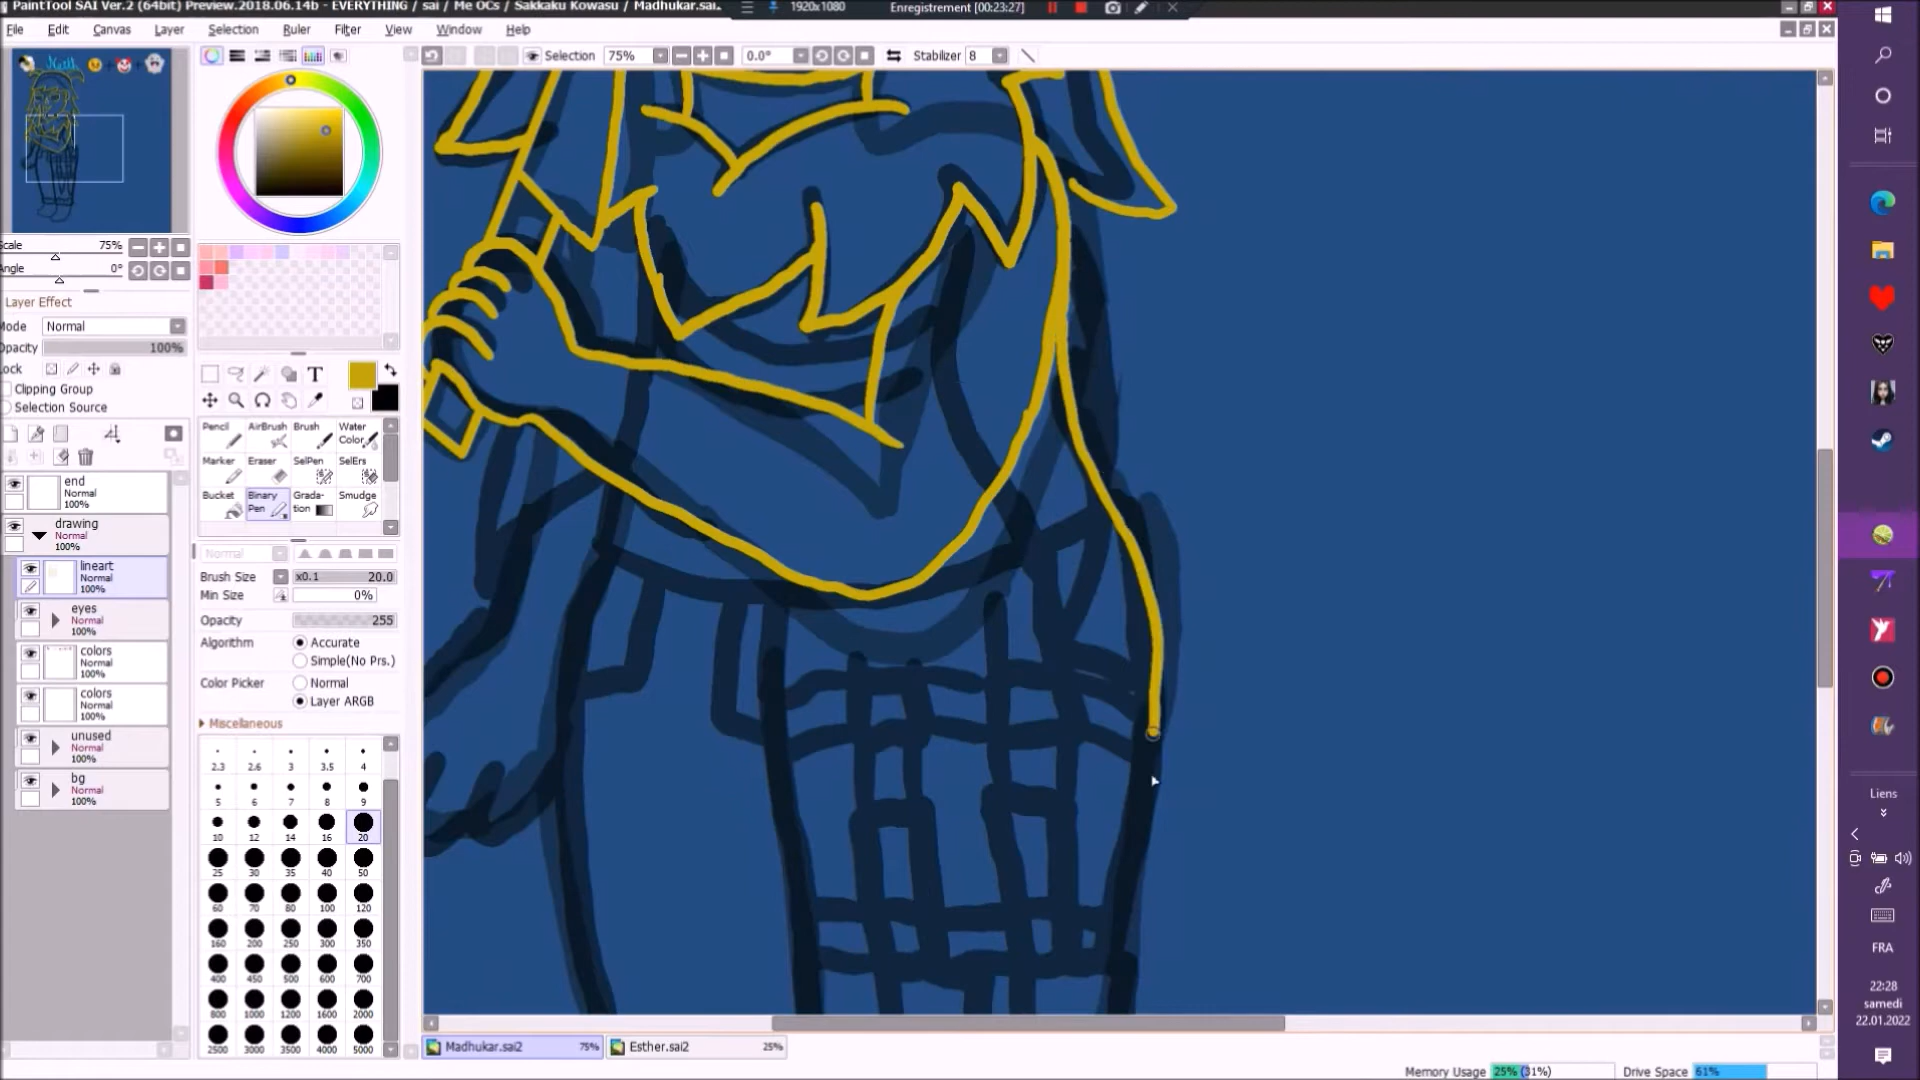 PaintTool SAI Ver.2 (64bit) Preview.2018.06.14b - EVERYTHING / sai / Me OCs / Sakkaku Kowasu / Madhukar.sai...
1920x1080
Enregistrement [00:23:27]
File Edit Canvas Layer Selection Ruler Filter View Window Help
Selection 75% 0.0° Stabilizer 8
Scale 75%
Angle 0°
Layer Effect
Mode Normal
Opacity 100%
Lock
Clipping Group
Selection Source
end
Normal
100%
drawing
Normal
100%
lineart
Normal
100%
eyes
Normal
100%
colors
Normal
100%
colors
Normal
100%
unused
Normal
100%
bg
Normal
100%
T
Pencil AirBrush Brush Water Color
Marker Eraser SelPen SelErs
Bucket Binary Pen Grada-tion Smudge
Normal
Brush Size x0.1 20.0
Min Size 0%
Opacity 255
Algorithm Accurate
Simple(No Prs.)
Color Picker Normal
Layer ARGB
Miscellaneous
2.3 2.6 3 3.5 4
5 6 7 8 9
10 12 14 16 20
25 30 35 40 50
60 70 80 100 120
160 200 250 300 350
400 450 500 600 700
800 1000 1200 1600 2000
2500 3000 3500 4000 5000
Madhukar.sai2 75% Esther.sai2 25%
Memory Usage 25% (31%) Drive Space 61%
Liens
FRA
22:28
samedi
22.01.2022